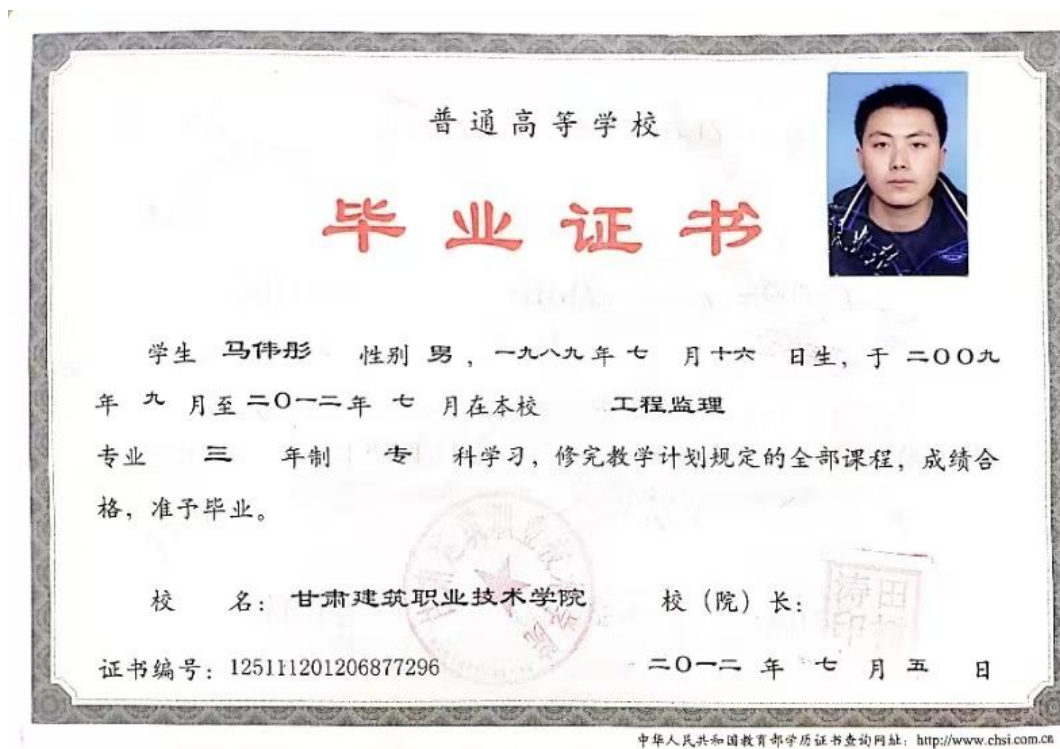 普通高等学校
毕业证书
学生 马伟彤 性别 男，一九八九年 七 月十六 日生，于 二〇〇九
年 九 月至 二〇一二年 七 月在本校 工程监理
专业 三 年制 专 科学习，修完教学计划规定的全部课程，成绩合
格，准予毕业。
校 名：甘肃建筑职业技术学院 校（院）长：
证书编号：125111201206877296 二〇一二 年 七 月 五 日
中华人民共和国教育部学历证书查询网址：http://www.chsi.com.cn